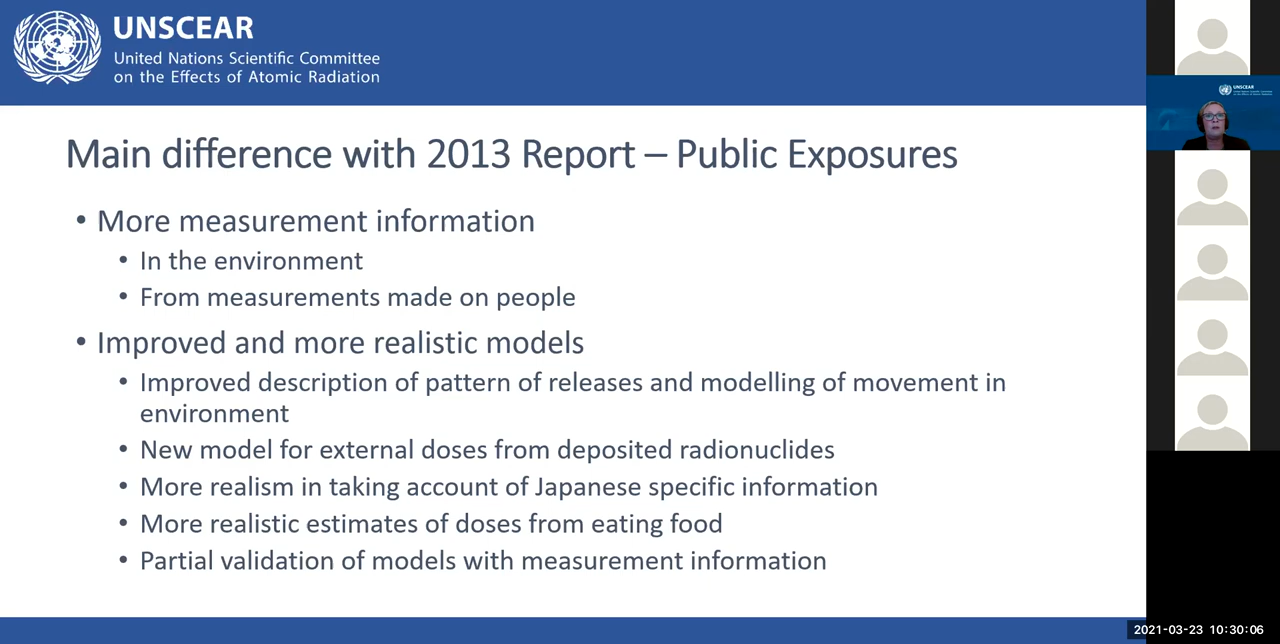 UNSCEAR
United Nations Scientific Committee
on the Effects of Atomic Radiation
UNSCEAR
Main difference with 2013 Report – Public Exposures
• More measurement information
• In the environment
• From measurements made on people
• Improved and more realistic models
• Improved description of pattern of releases and modelling of movement in
environment
• New model for external doses from deposited radionuclides
• More realism in taking account of Japanese specific information
• More realistic estimates of doses from eating food
• Partial validation of models with measurement information
2021-03-23 10:30:06